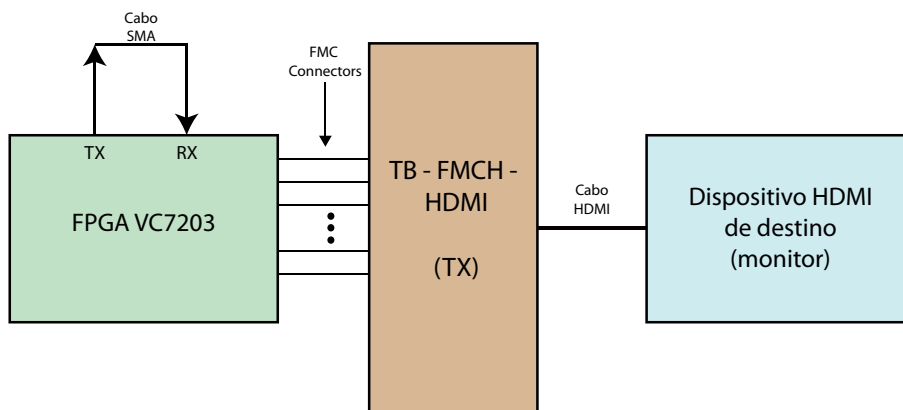 Cabo
SMA
FMC
Connectors
TX
RX
FPGA VC7203
TB - FMCH -
HDMI
(TX)
Cabo
HDMI
Dispositivo HDMI
de destino
(monitor)